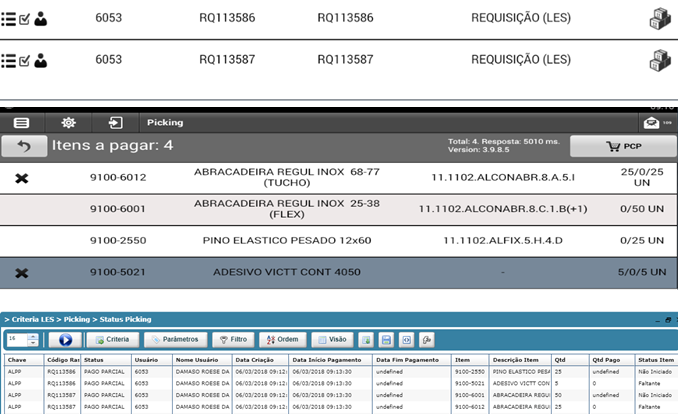 6053 RQ113586 RQ113586 REQUISIÇÃO (LES)
6053 RQ113587 RQ113587 REQUISIÇÃO (LES)
Picking
Itens a pagar: 4 Total: 4. Resposta: 5010 ms.
Version: 3.9.8.5 PCP
9100-6012 ABRACADEIRA REGUL INOX 68-77 (TUCHO) 11.1102.ALCONABR.8.A.5.I 25/0/25 UN
9100-6001 ABRACADEIRA REGUL INOX 25-38 (FLEX) 11.1102.ALCONABR.8.C.1.B(+1) 0/50 UN
9100-2550 PINO ELASTICO PESADO 12x60 11.1102.ALFIX.5.H.4.D 0/25 UN
9100-5021 ADESIVO VICTT CONT 4050 - 5/0/5 UN
> Criteria LES > Picking > Status Picking
16 Criteria Parâmetros Filtro Ordem Visão
Chave Código Ras Status Usuário Nome Usuário Data Criação Data Início Pagamento Data Fim Pagamento Item Descrição Item Qtd Qtd Pago Status Item
ALPP RQ113586 PAGO PARCIAL 6053 DAMASO ROESE DA 06/03/2018 09:12: 06/03/2018 09:13:30 undefined 9100-2550 PINO ELASTICO PESA 25 undefined Não Iniciado
ALPP RQ113586 PAGO PARCIAL 6053 DAMASO ROESE DA 06/03/2018 09:12: 06/03/2018 09:13:30 undefined 9100-5021 ADESIVO VICTT CON 5 0 Faltante
ALPP RQ113587 PAGO PARCIAL 6053 DAMASO ROESE DA 06/03/2018 09:12: 06/03/2018 09:13:20 undefined 9100-6001 ABRACADEIRA REGUL 50 undefined Não Iniciado
ALPP RQ113587 PAGO PARCIAL 6053 DAMASO ROESE DA 06/03/2018 09:12: 06/03/2018 09:13:20 undefined 9100-6012 ABRACADEIRA REGUL 25 0 Faltante